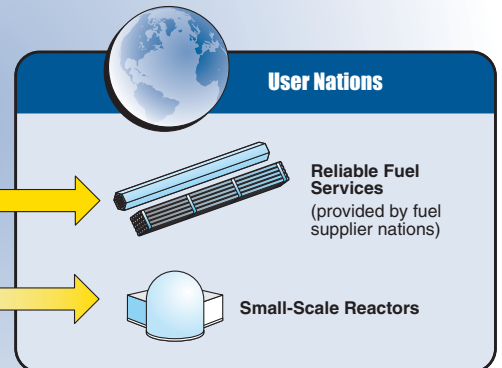 User Nations
Reliable Fuel
Services
(provided by fuel
supplier nations)
Small-Scale Reactors